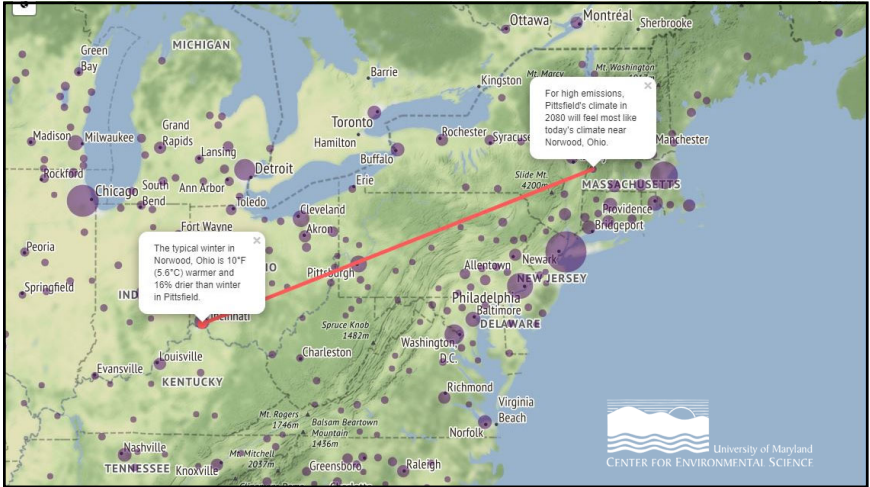 Ottawa
Montréal
Sherbrooke
Green
Bay
MICHIGAN
Barrie
Kingston
Mt. Marcy
Mt. Washington
For high emissions,
Pittsfield's climate in
2080 will feel most like
today's climate near
Norwood, Ohio.
Toronto
Hamilton
Madison
Milwaukee
Grand
Rapids
Lansing
Rochester
Syracuse
Manchester
Buffalo
Rockford
Detroit
Erie
Slide Mt.
4200m
MASSACHUSETTS
Chicago
South
Bend
Ann Arbor
Toledo
Cleveland
Providence
Bridgeport
Fort Wayne
Akron
Peoria
The typical winter in
Norwood, Ohio is 10°F
(5.6°C) warmer and
16% drier than winter
in Pittsfield.
Pittsburgh
Allentown
Newark
NEW JERSEY
Springfield
Philadelphia
Baltimore
DELAWARE
Spruce Knob
1482m
Washington,
D.C.
Louisville
Charleston
Evansville
KENTUCKY
Richmond
Virginia
Beach
Mt. Rogers
1746m
Balsam Beartown
Mountain
1436m
Norfolk
Nashville
TENNESSEE
Knoxville
Mt. Mitchell
2037m
Greensboro
Raleigh
University of Maryland
CENTER FOR ENVIRONMENTAL SCIENCE